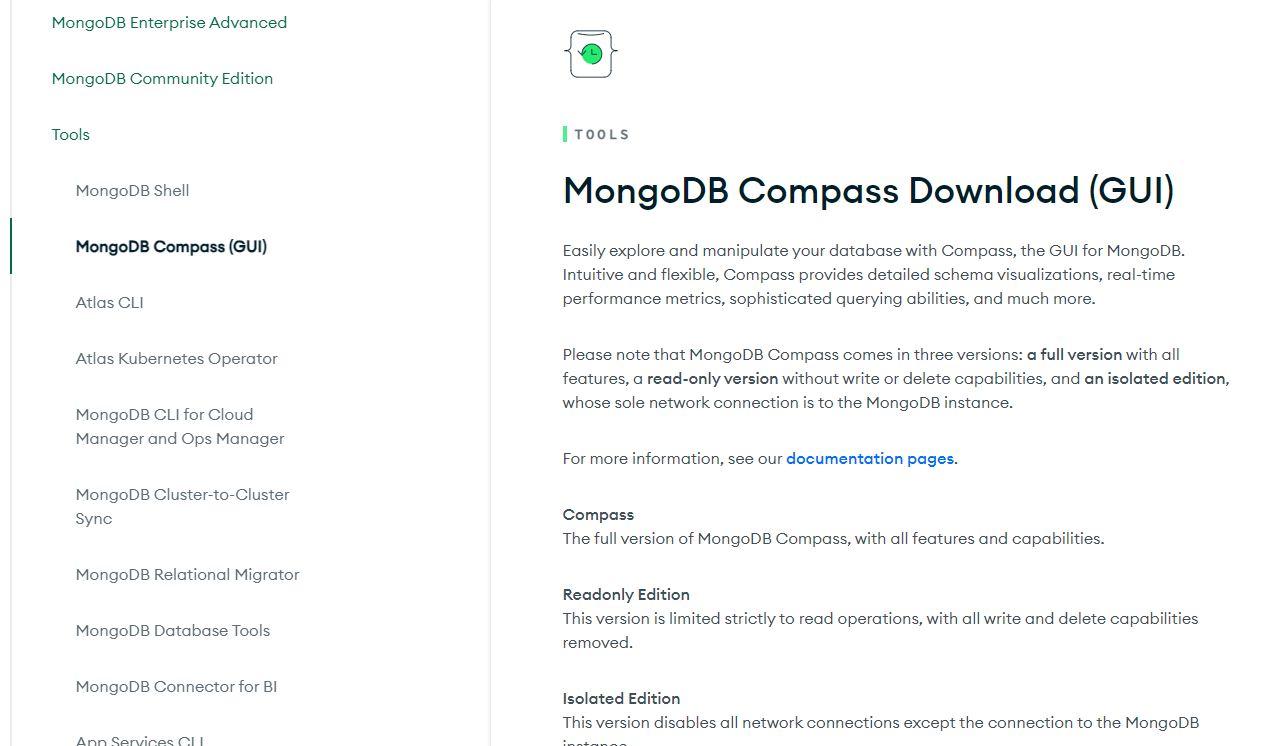 MongoDB Enterprise Advanced
MongoDB Community Edition
Tools
MongoDB Shell
MongoDB Compass (GUI)
Atlas CLI
Atlas Kubernetes Operator
MongoDB CLI for Cloud
Manager and Ops Manager
MongoDB Cluster-to-Cluster
Sync
MongoDB Relational Migrator
MongoDB Database Tools
MongoDB Connector for BI
App Services CLI
TOOLS
MongoDB Compass Download (GUI)
Easily explore and manipulate your database with Compass, the GUI for MongoDB.
Intuitive and flexible, Compass provides detailed schema visualizations, real-time
performance metrics, sophisticated querying abilities, and much more.
Please note that MongoDB Compass comes in three versions: a full version with all
features, a read-only version without write or delete capabilities, and an isolated edition,
whose sole network connection is to the MongoDB instance.
For more information, see our documentation pages.
Compass
The full version of MongoDB Compass, with all features and capabilities.
Readonly Edition
This version is limited strictly to read operations, with all write and delete capabilities
removed.
Isolated Edition
This version disables all network connections except the connection to the MongoDB
instance.